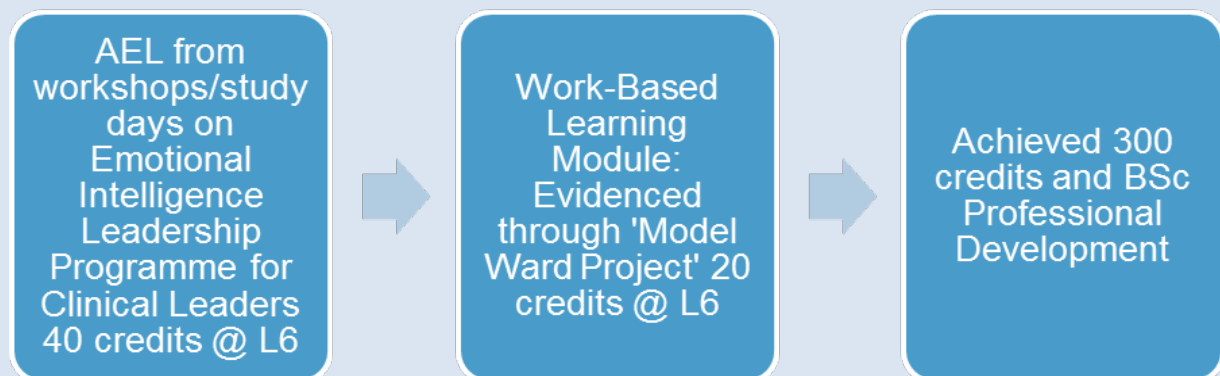 AEL from
workshops/study
days on
Emotional
Intelligence
Leadership
Programme for
Clinical Leaders
40 credits @ L6
Work-Based
Learning
Module:
Evidenced
through 'Model
Ward Project' 20
credits @ L6
Achieved 300
credits and BSc
Professional
Development